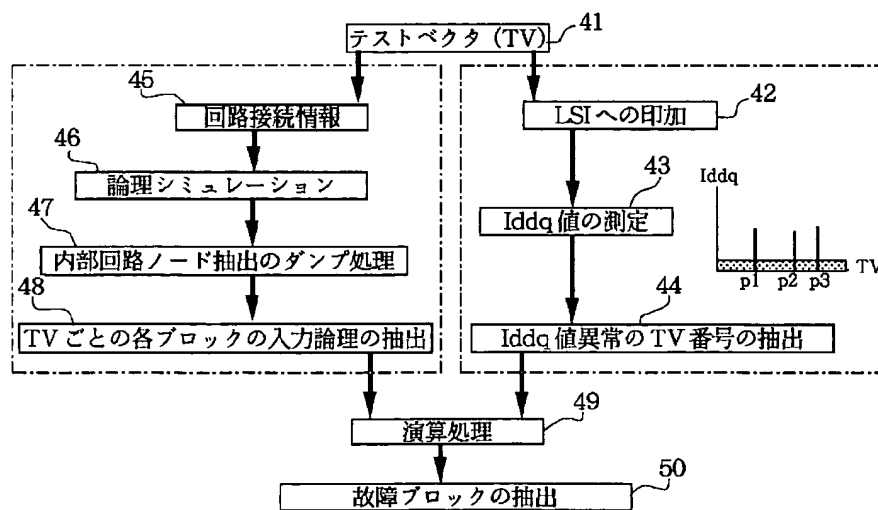 テストベクタ (TV)
41
45
回路接続情報
46
論理シミュレーション
47
内部回路ノード抽出のダンプ処理
48
TVごとの各ブロックの入力論理の抽出
LSIへの印加
42
43
Iddq値の測定
Iddq
TV
p1 p2 p3
44
Iddq値異常のTV番号の抽出
49
演算処理
50
故障ブロックの抽出